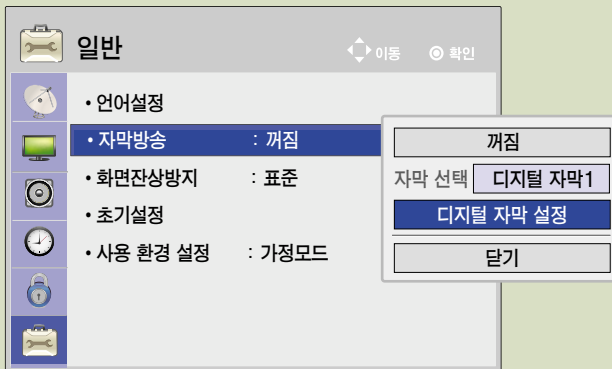 일반
이동 확인
• 언어설정
• 자막방송 : 꺼짐
• 화면잔상방지 : 표준
• 초기설정
• 사용 환경 설정 : 가정모드
꺼짐
자막 선택 디지털 자막1
디지털 자막 설정
닫기